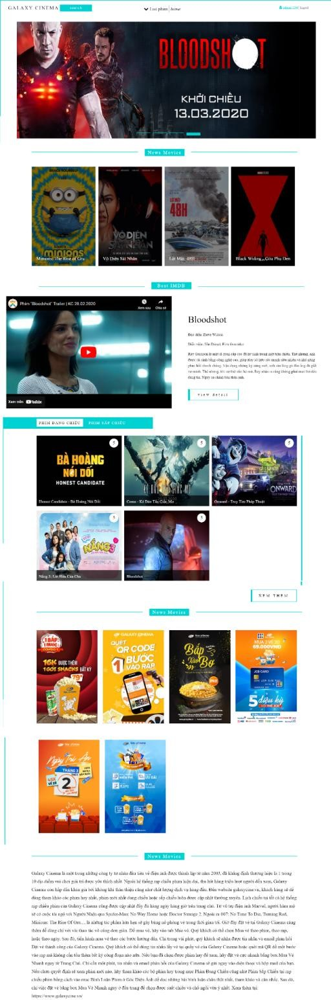 GALAXY CINEMA
search
List phim | home
BLOODSHOT
KHỞI CHIẾU
13.03.2020
News Movies
BRACE YOURSELF
Minions: The Rise of Gru
Vô Diện Sát Nhân
LẬT MẶT:
48H
Lật Mặt: 48H
Black Widow - Góa Phụ Đen
Best IMDB
Phim "Bloodshot" Trailer | KC 28.02.2020
Xem sau
Chia sẻ
Xem trên YouTube
Bloodshot
view detail
PHIM ĐANG CHIẾU
PHIM SẮP CHIẾU
5
BÀ HOÀNG
NÓI DỐI
HONEST CANDIDATE
Honest Candidate - Bà Hoàng Nói Dối
5
Coma - Kẻ Đào Tẩu Giấc Mơ
5
ONWARD
Onward - Truy Tìm Phép Thuật
5
NẮNG 3
Nắng 3: Lời Hứa Của Cha
5
Bloodshot
XEM THÊM
News Movies
1 BẮP
1 NƯỚC
16K ĐƯỢC THÊM
1 GÓI SNACKS BẤT KỲ
79
GALAXY CINEMA
QUÉT
QR CODE
1 BƯỚC
VÀO RẠP
Bắp
Xào
Bơ
MUA 2 VÉ 2D
69.000VNĐ
JCB CARD
5 điều kỳ
Ngày Tri Ân
THÁNG 3
2
45K
VÉ 2D
News Movies
Galaxy Cinema là một trong những công ty tư nhân đầu tiên về điện ảnh được thành lập từ năm 2003, đã khẳng định thương hiệu là 1 trong
10 địa điểm vui chơi giải trí được yêu thích nhất. Ngoài hệ thống rạp chiếu phim hiện đại, thu hút hàng triệu lượt người đến xem, Galaxy
Cinema còn hấp dẫn khán giả bởi không khí thân thiện cũng như chất lượng dịch vụ hàng đầu. Đến website galaxycine.vn, khách hàng sẽ dễ
dàng tham khảo các phim hay nhất, phim mới nhất đang chiếu hoặc sắp chiếu luôn được cập nhật thường xuyên. Lịch chiếu tại tất cả hệ thống
rạp chiếu phim của Galaxy Cinema cũng được cập nhật đầy đủ hàng ngày hàng giờ trên trang chủ. Từ vũ trụ điện ảnh Marvel, người hâm mộ
sẽ có cuộc tái ngộ với Người Nhện qua Spider-Man: No Way Home hoặc Doctor Strange 2. Ngoài ra 007: No Time To Die, Turning Red,
Minions: The Rise Of Gru..., là những tác phẩm hứa hẹn sẽ gây bùng nổ phòng vé trong thời gian tới. Giờ đây đặt vé tại Galaxy Cinema càng
thêm dễ dàng chỉ với vài thao tác vô cùng đơn giản. Để mua vé, hãy vào tab Mua vé. Quý khách có thể chọn Mua vé theo phim, theo rạp,
hoặc theo ngày. Sau đó, tiến hành mua vé theo các bước hướng dẫn. Chỉ trong vài phút, quý khách sẽ nhận được tin nhắn và email phản hồi
Đặt vé thành công của Galaxy Cinema. Quý khách có thể dùng tin nhắn lấy vé tại quầy vé của Galaxy Cinema hoặc quét mã QR để một bước
vào rạp mà không cần tốn thêm bất kỳ công đoạn nào nữa. Nếu bạn đã chọn được phim hay để xem, hãy đặt vé cực nhanh bằng box Mua Vé
Nhanh ngay từ Trang Chủ. Chỉ cần một phút, tin nhắn và email phản hồi của Galaxy Cinema sẽ gửi ngay vào điện thoại và hộp mail của bạn.
Nếu chưa quyết định sẽ xem phim mới nào, hãy tham khảo các bộ phim hay trong mục Phim Đang Chiếu cũng như Phim Sắp Chiếu tại rạp
chiếu phim bằng cách vào mục Bình Luận Phim ở Góc Điện Ảnh để đọc những bài bình luận chân thật nhất, tham khảo và cân nhắc. Sau đó,
chỉ việc đặt vé bằng box Mua Vé Nhanh ngay ở đầu trang để chọn được suất chiếu và chỗ ngồi vừa ý nhất. Xem thêm tại:
https://www.galaxycine.vn/